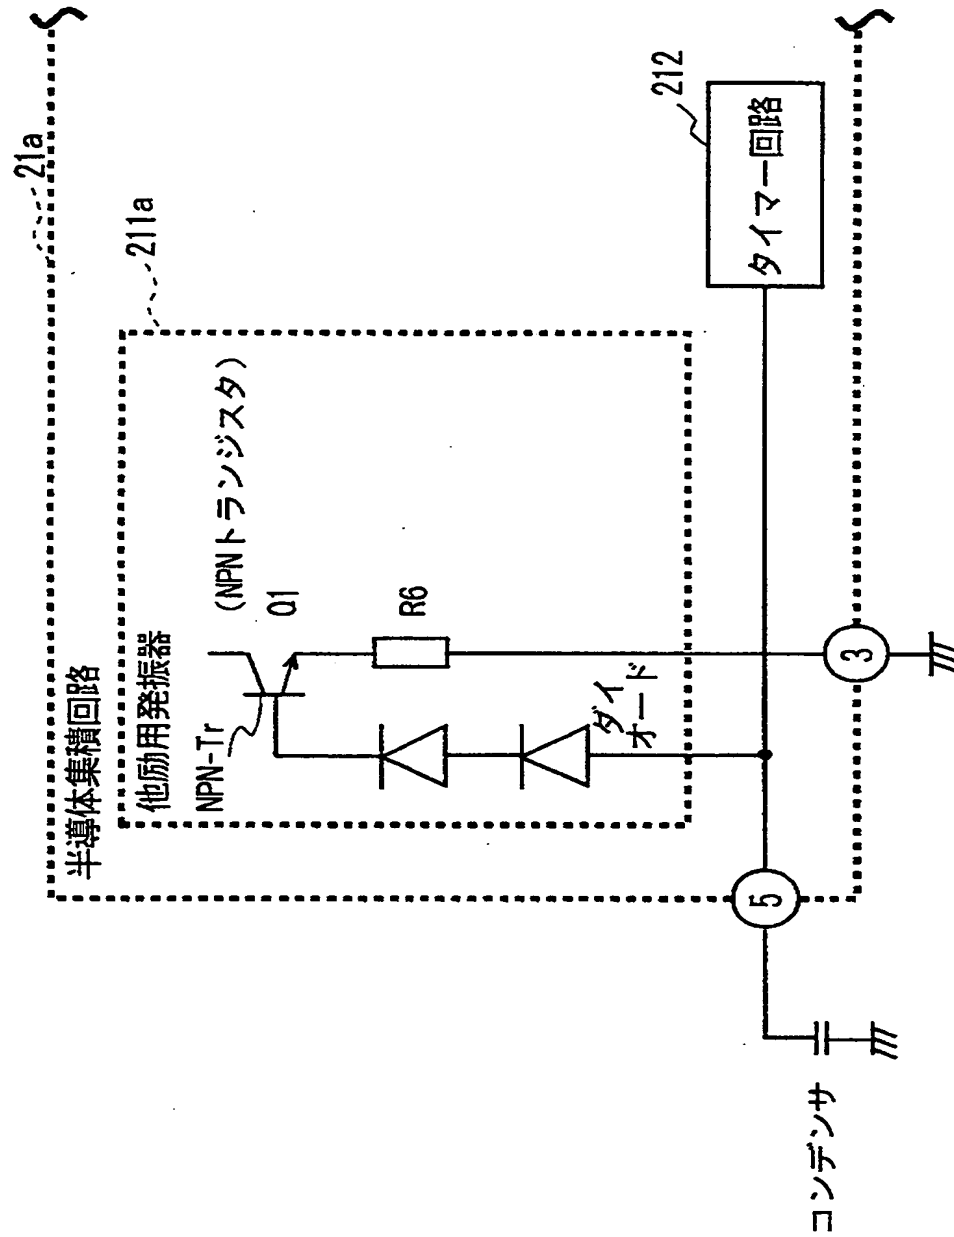 21a
半導体集積回路
211a
他励用発振器
(NPNトランジスタ)
NPN-Tr
Q1
R6
ダイ
オード
212
タイマー回路
5
3
コンデンサ